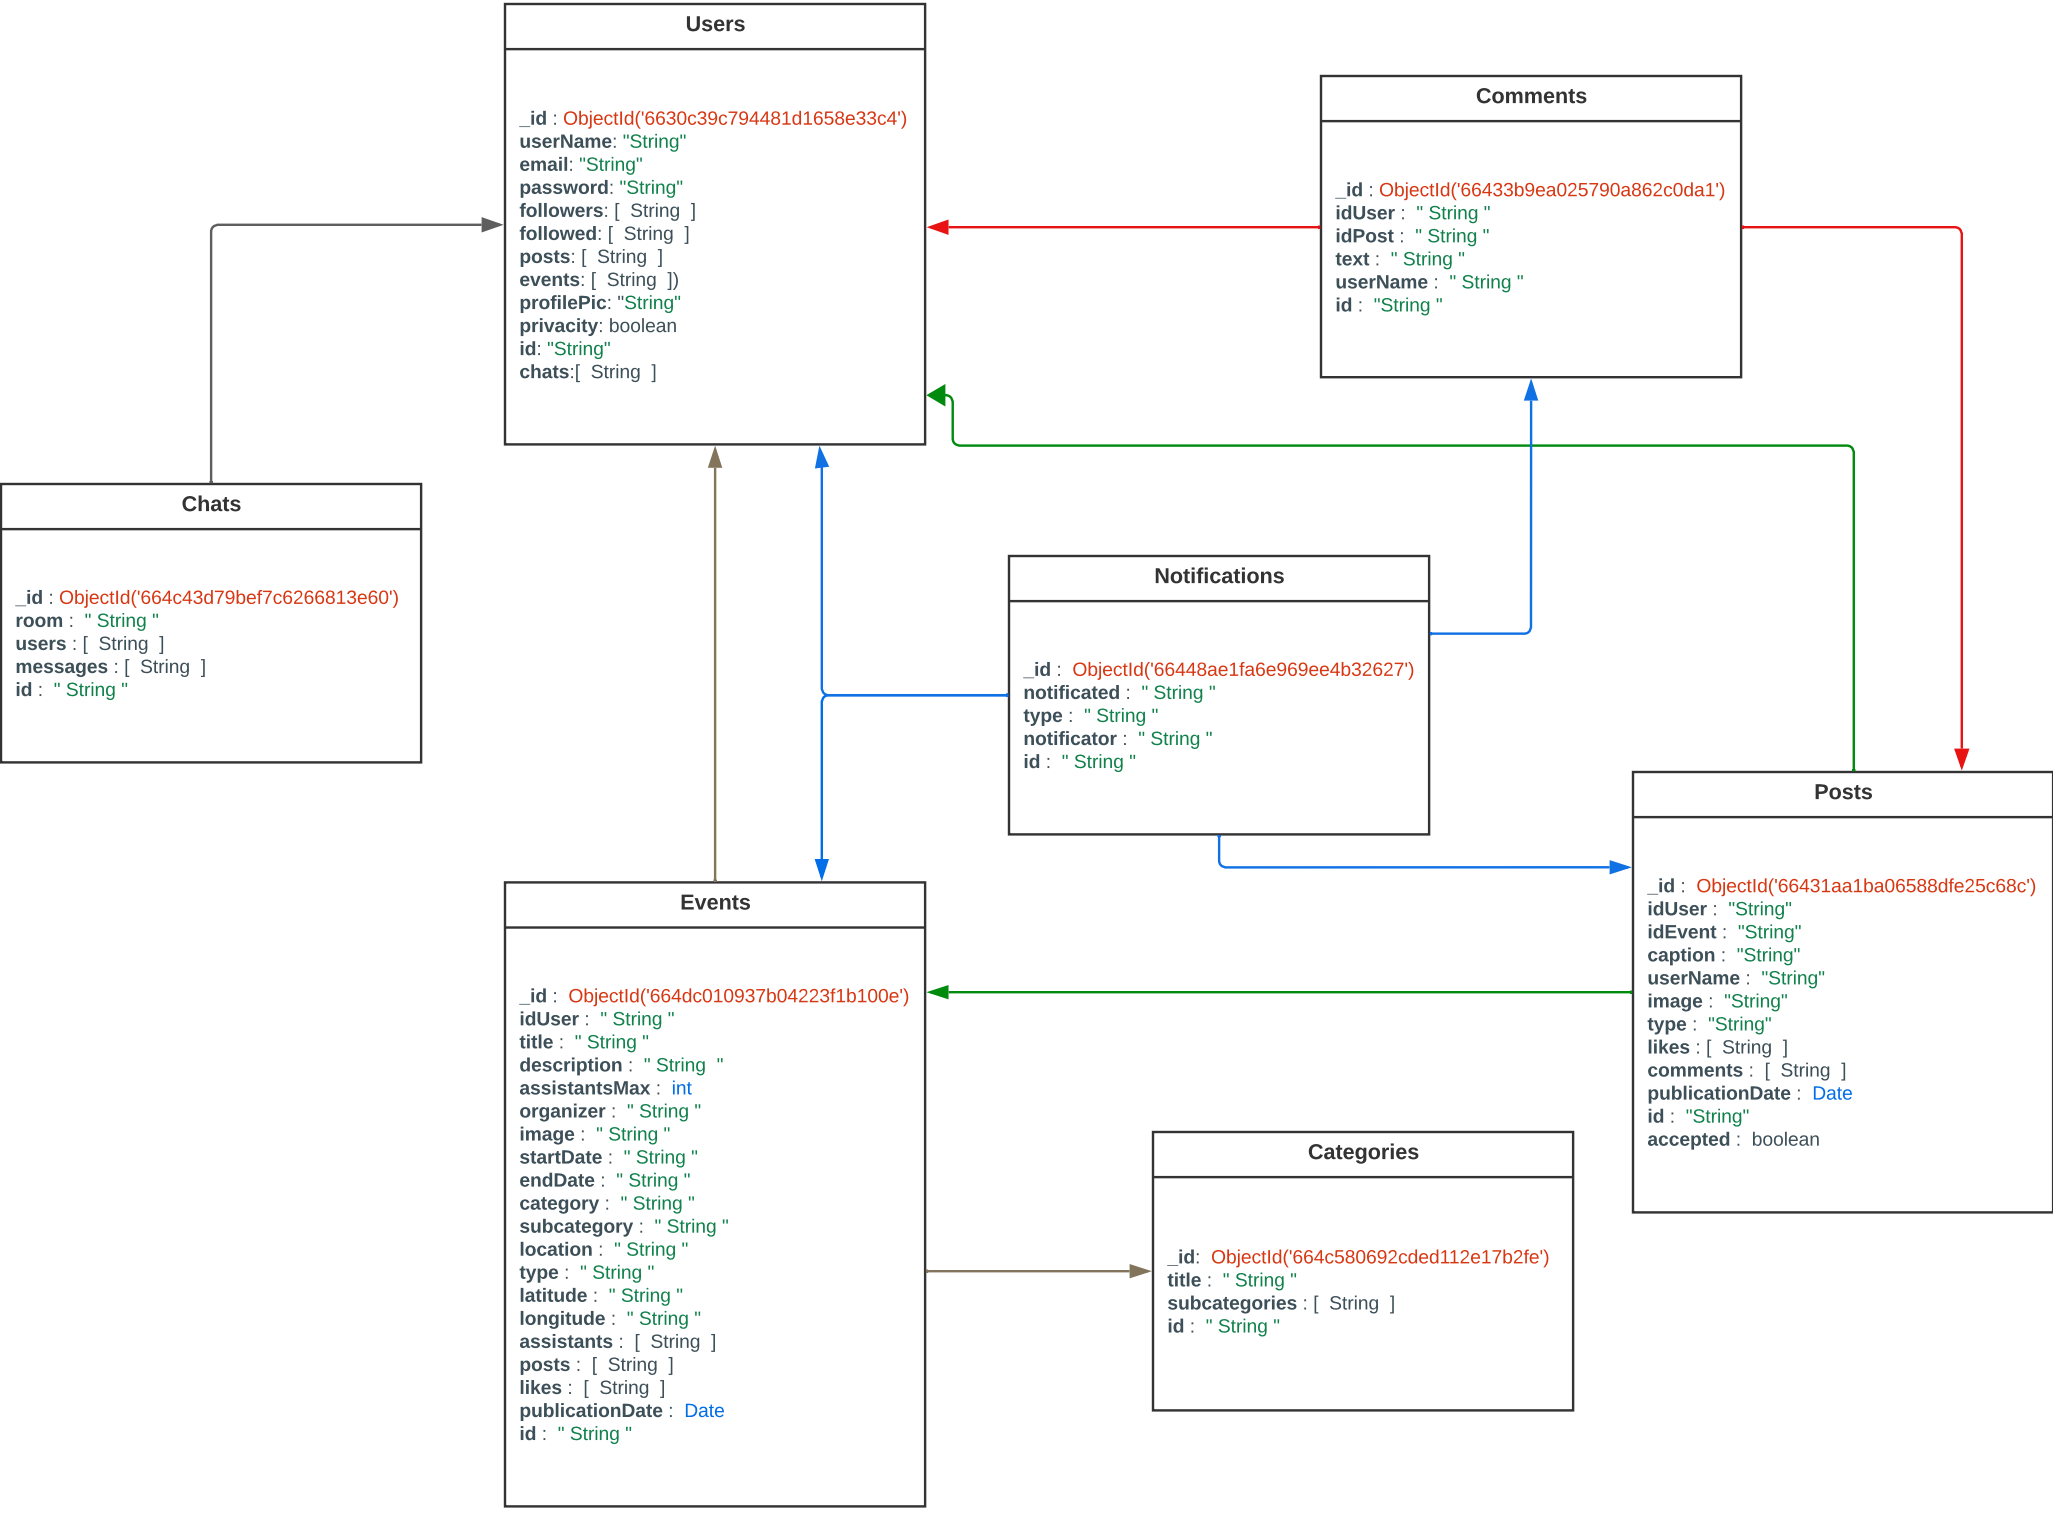 Users
_id : ObjectId('6630c39c794481d1658e33c4')
userName: "String"
email: "String"
password: "String"
followers: [  String  ]
followed: [  String  ]
posts: [  String  ]
events: [  String  ])
profilePic: "String"
privacity: boolean
id: "String"
chats:[  String  ]
Comments
_id : ObjectId('66433b9ea025790a862c0da1')
idUser :  " String "
idPost :  " String "
text :  " String "
userName :  " String "
id :  "String "
Chats
_id : ObjectId('664c43d79bef7c6266813e60')
room :  " String "
users : [  String  ]
messages : [  String  ]
id :  " String "
Notifications
_id :  ObjectId('66448ae1fa6e969ee4b32627')
notificated :  " String "
type :  " String "
notificator :  " String "
id :  " String "
Posts
_id :  ObjectId('66431aa1ba06588dfe25c68c')
idUser :  "String"
idEvent :  "String"
caption :  "String"
userName :  "String"
image :  "String"
type :  "String"
likes : [  String  ]
comments :  [  String  ]
publicationDate :  Date
id :  "String"
accepted :  boolean
Events
_id :  ObjectId('664dc010937b04223f1b100e')
idUser :  " String "
title :  " String "
description :  " String  "
assistantsMax :  int
organizer :  " String "
image :  " String "
startDate :  " String "
endDate :  " String "
category :  " String "
subcategory :  " String "
location :  " String "
type :  " String "
latitude :  " String "
longitude :  " String "
assistants :  [  String  ]
posts :  [  String  ]
likes :  [  String  ]
publicationDate :  Date
id :  " String "
Categories
_id:  ObjectId('664c580692cded112e17b2fe')
title :  " String "
subcategories : [  String  ]
id :  " String "